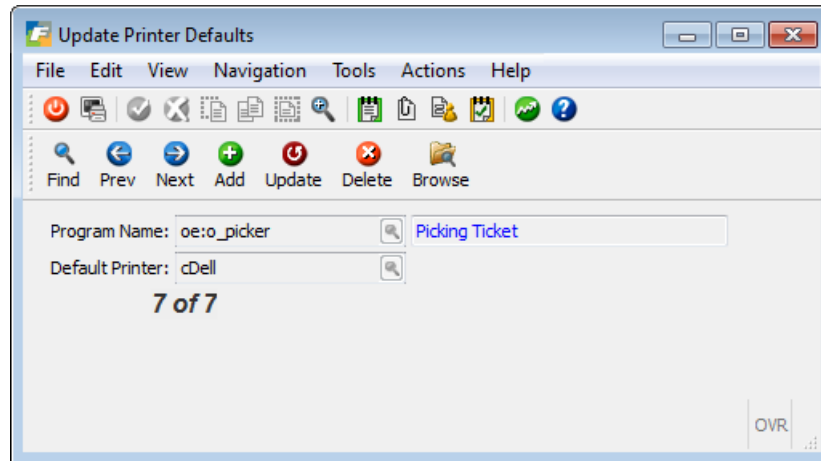 Update Printer Defaults
File Edit View Navigation Tools Actions Help
Find Prev Next Add Update Delete Browse
Program Name: oe:o_picker Picking Ticket
Default Printer: cDell
7 of 7
OVR